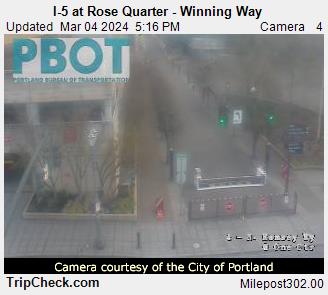 I-5 at Rose Quarter - Winning Way
Updated Mar 04 2024 5:16 PM Camera 4
PBOT
PORTLAND BUREAU OF TRANSPORTATION
Camera courtesy of the City of Portland
TripCheck.com Milepost302.00